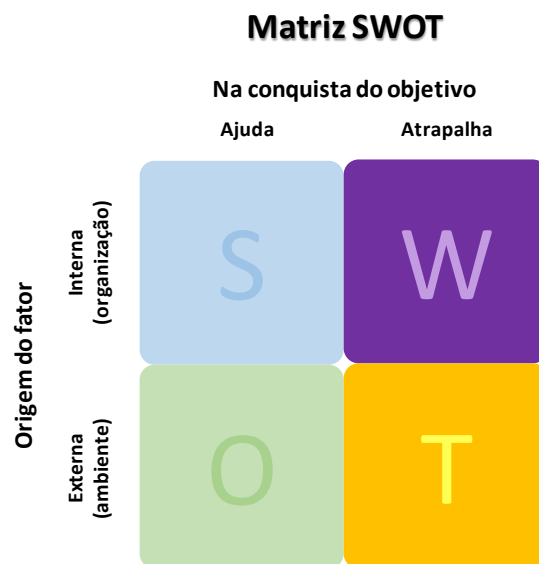 Matriz SWOT
Na conquista do objetivo
Ajuda
Atrapalha
Origem do fator
Interna
(organização)
S
W
Externa
(ambiente)
O
T